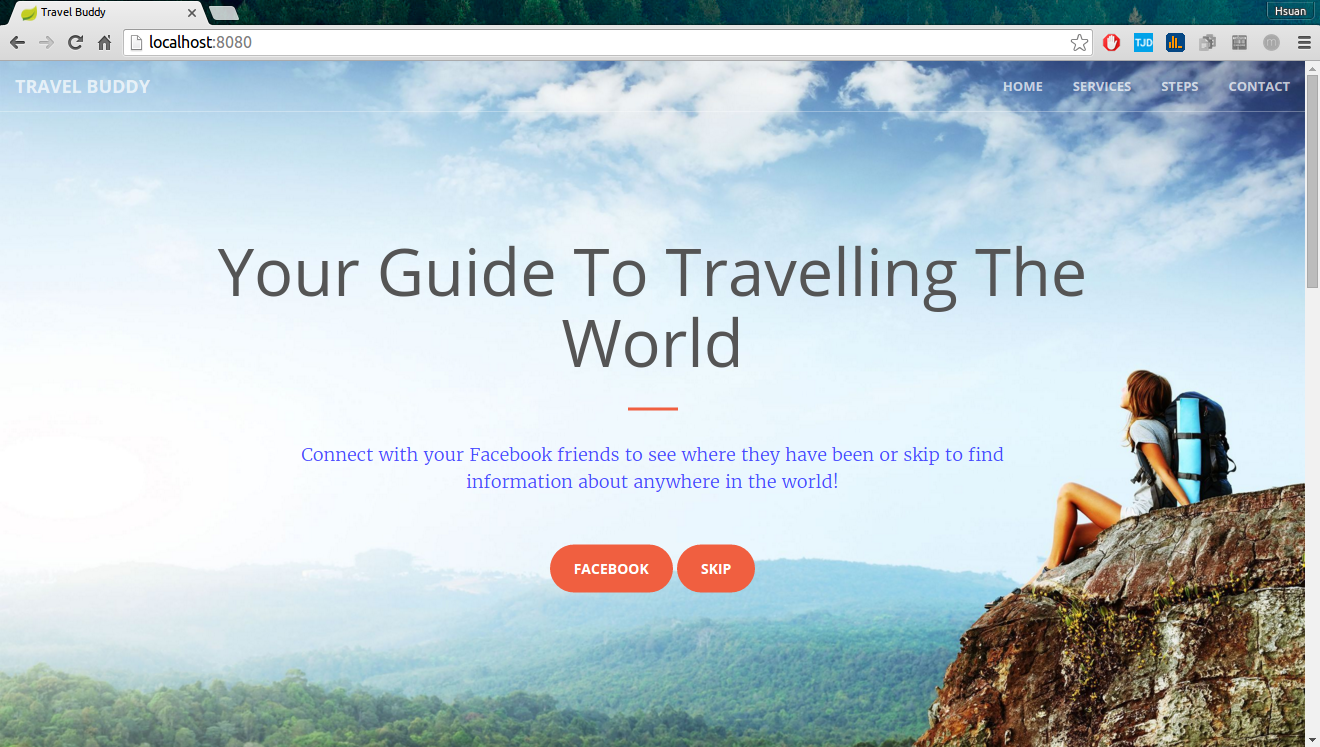 Travel Buddy
Hsuan
localhost:8080
TJD
m
TRAVEL BUDDY
HOME SERVICES STEPS CONTACT
Your Guide To Travelling The
World
Connect with your Facebook friends to see where they have been or skip to find
information about anywhere in the world!
FACEBOOK SKIP